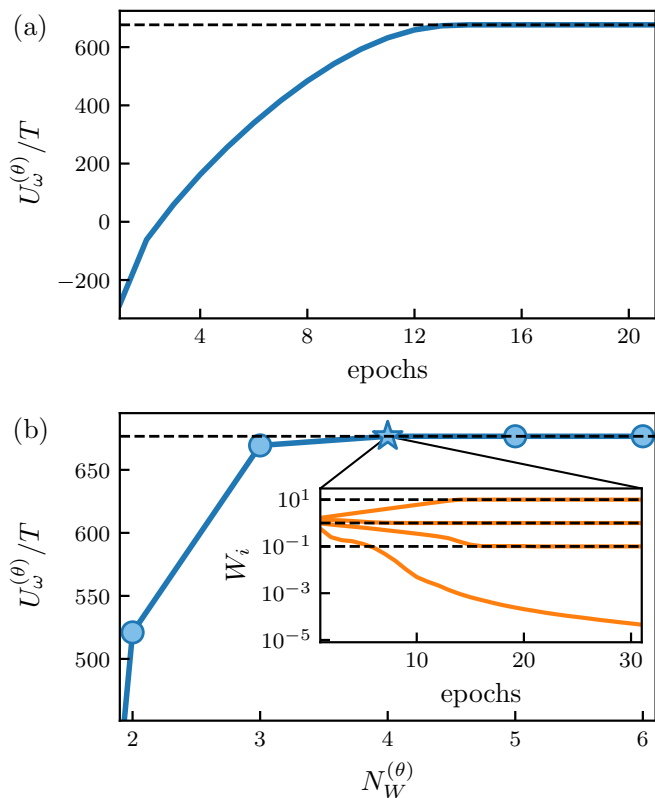 (a)
600
400
200
0
−200
U_ω^(θ)/T
4 8 12 16 20
epochs
(b)
650
600
550
500
U_ω^(θ)/T
10^1
10^−1
10^−3
10^−5
W_i
10 20 30
epochs
2 3 4 5 6
N_W^(θ)